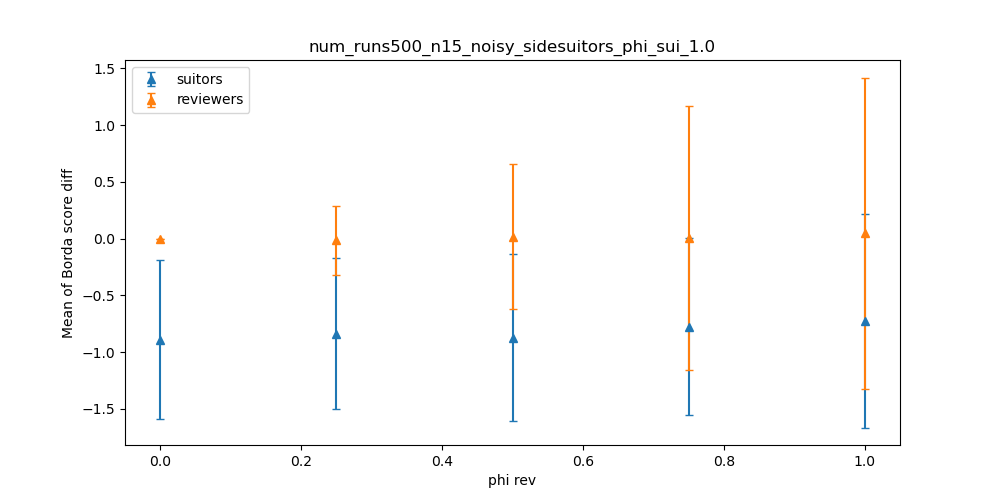 num_runs500_n15_noisy_sidesuitors_phi_sui_1.0
suitors
reviewers
1.5
1.0
0.5
0.0
−0.5
−1.0
−1.5
Mean of Borda score diff
0.0 0.2 0.4 0.6 0.8 1.0
phi rev